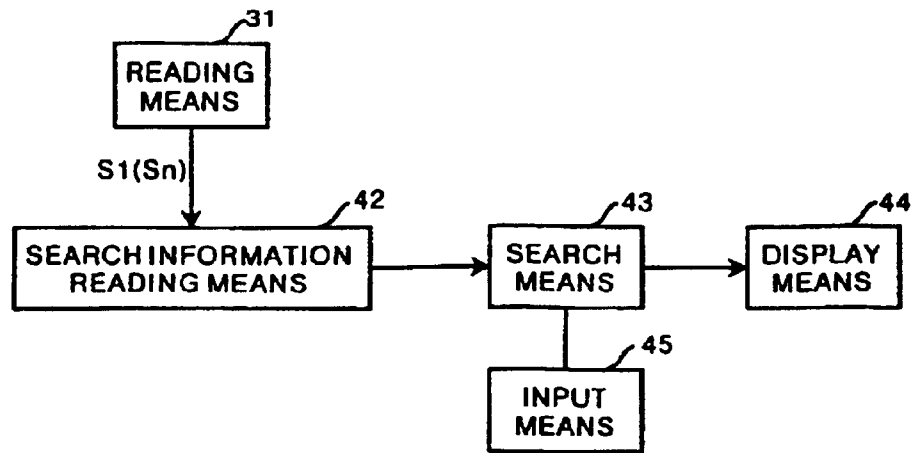 31
READING
MEANS
S1(Sn)
42
SEARCH INFORMATION
READING MEANS
43
SEARCH
MEANS
44
DISPLAY
MEANS
45
INPUT
MEANS